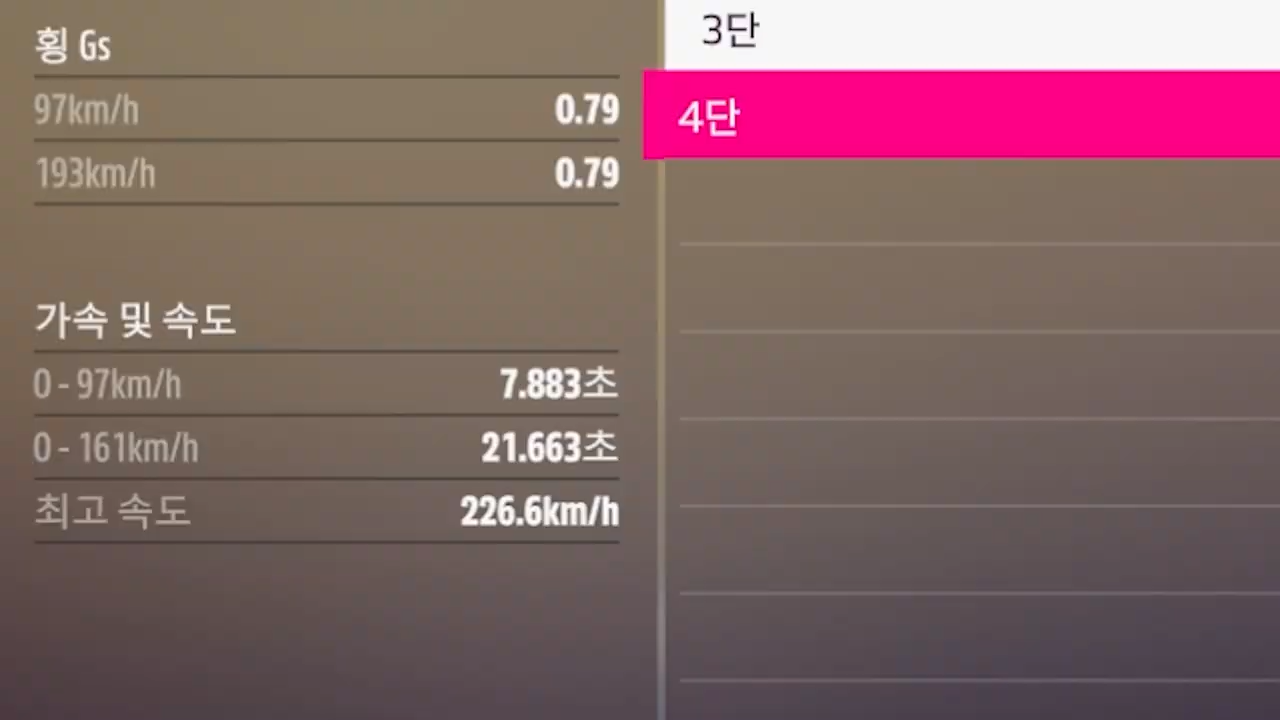 횡 Gs
97km/h 0.79
193km/h 0.79
가속 및 속도
0 - 97km/h 7.883초
0 - 161km/h 21.663초
최고 속도 226.6km/h
3단
4단